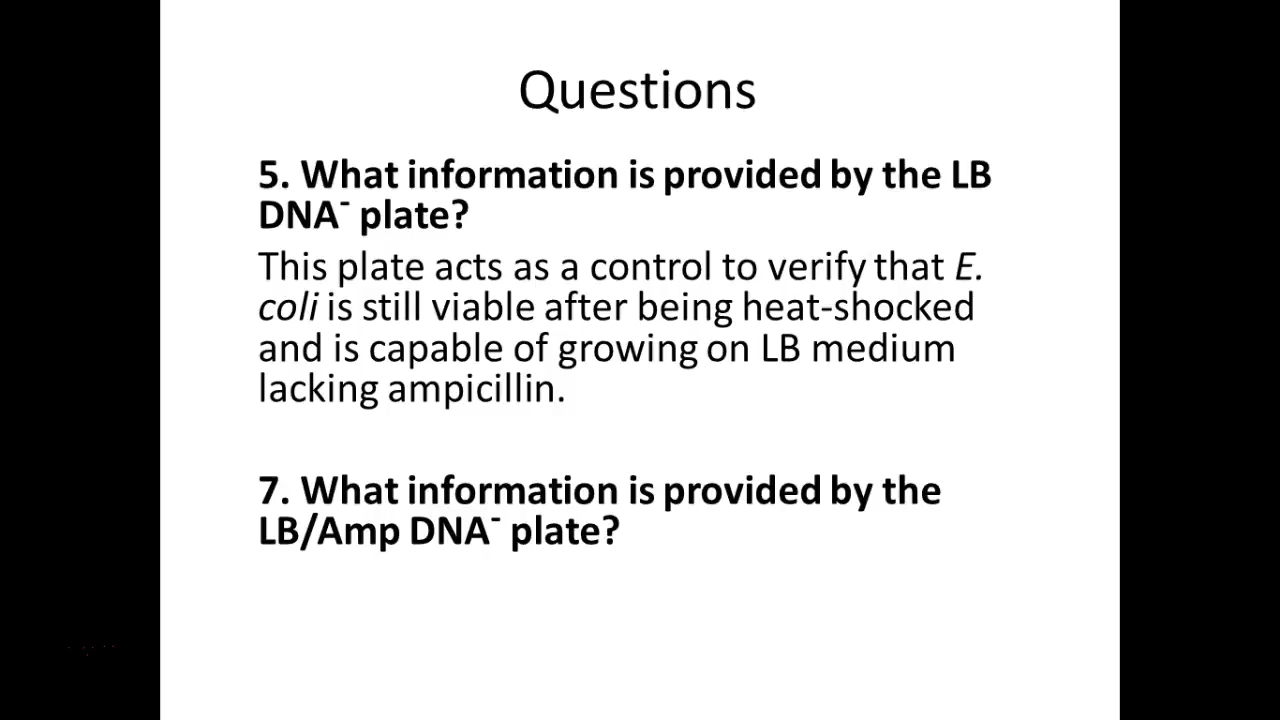 Questions
5. What information is provided by the LB
DNA⁻ plate?
This plate acts as a control to verify that E.
coli is still viable after being heat-shocked
and is capable of growing on LB medium
lacking ampicillin.
7. What information is provided by the
LB/Amp DNA⁻ plate?